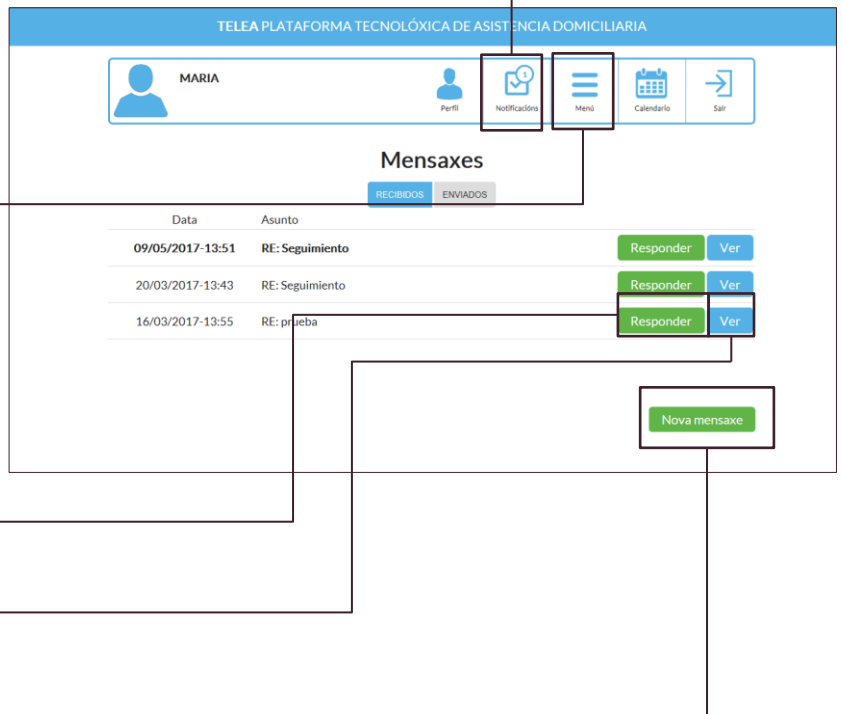 TELEA PLATAFORMA TECNOLÓXICA DE ASISTENCIA DOMICILIARIA
MARIA
1
Perfil Notificacións Menú Calendario Sair
Mensaxes
RECIBIDOS ENVIADOS
Data Asunto
09/05/2017-13:51 RE: Seguimiento Responder Ver
20/03/2017-13:43 RE: Seguimiento Responder Ver
16/03/2017-13:55 RE: prueba Responder Ver
Nova mensaxe